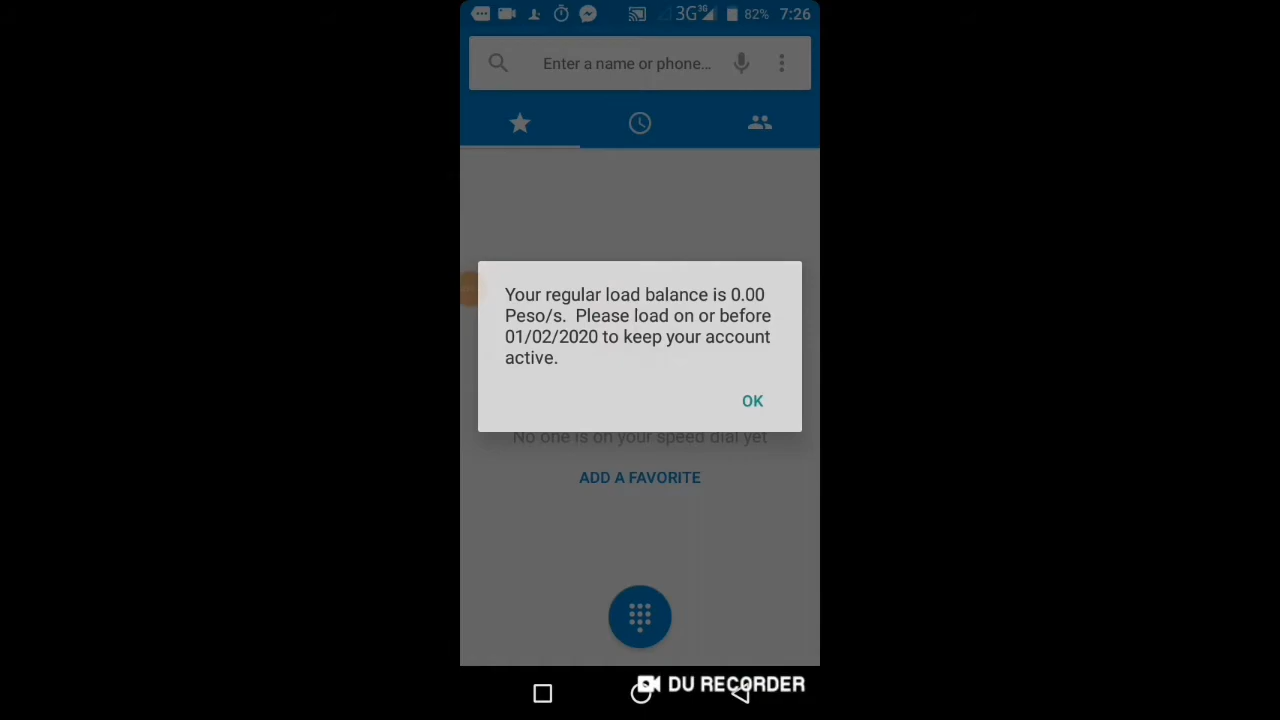 3G 3G 82% 7:26
Enter a name or phone...
Your regular load balance is 0.00
Peso/s. Please load on or before
01/02/2020 to keep your account
active.
OK
No one is on your speed dial yet
ADD A FAVORITE
DU RECORDER